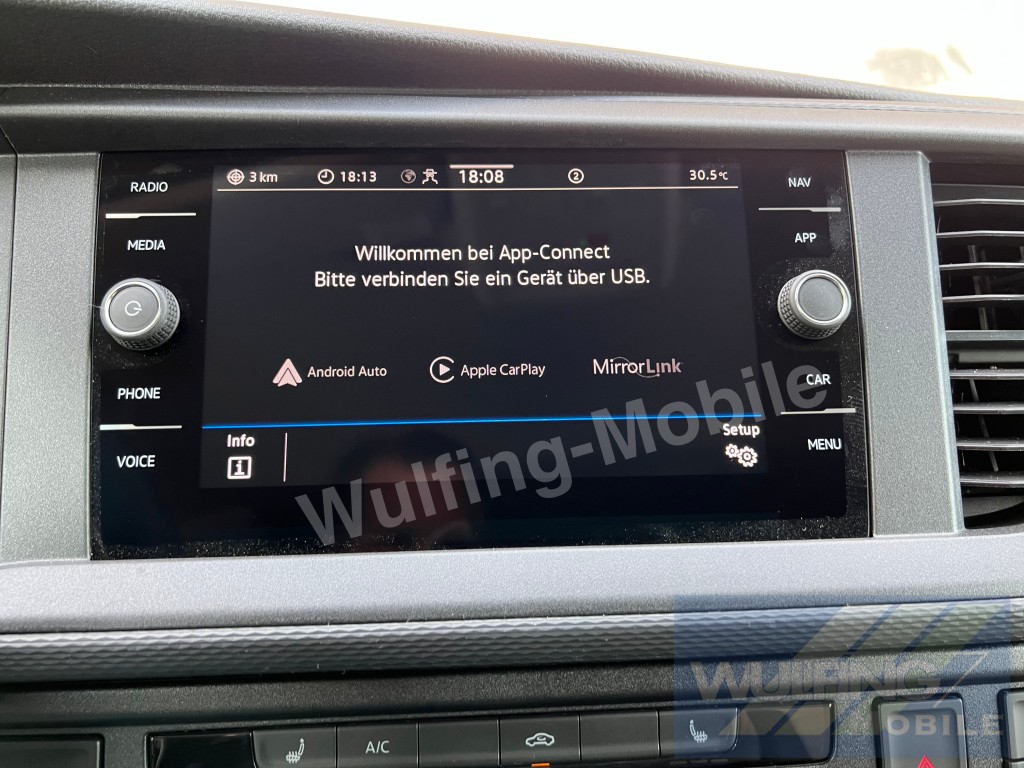 RADIO
MEDIA
PHONE
VOICE
3 km 18:13 18:08 2 30.5°C
Willkommen bei App-Connect
Bitte verbinden Sie ein Gerät über USB.
Android Auto Apple CarPlay MirrorLink
Info Setup
NAV
APP
CAR
MENU
Wulfing-Mobile
A/C
WULFING
MOBILE